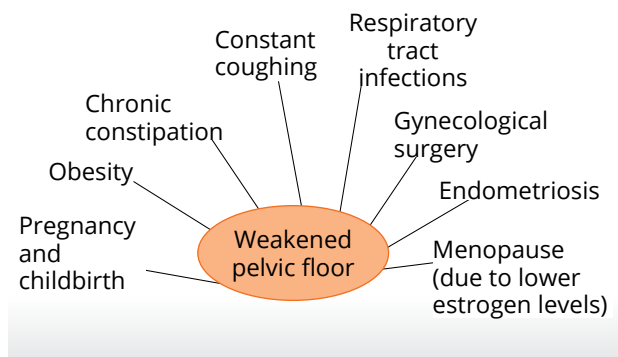 Constant
coughing
Respiratory
tract
infections
Chronic
constipation
Gynecological
surgery
Obesity
Endometriosis
Pregnancy
and
childbirth
Weakened
pelvic floor
Menopause
(due to lower
estrogen levels)